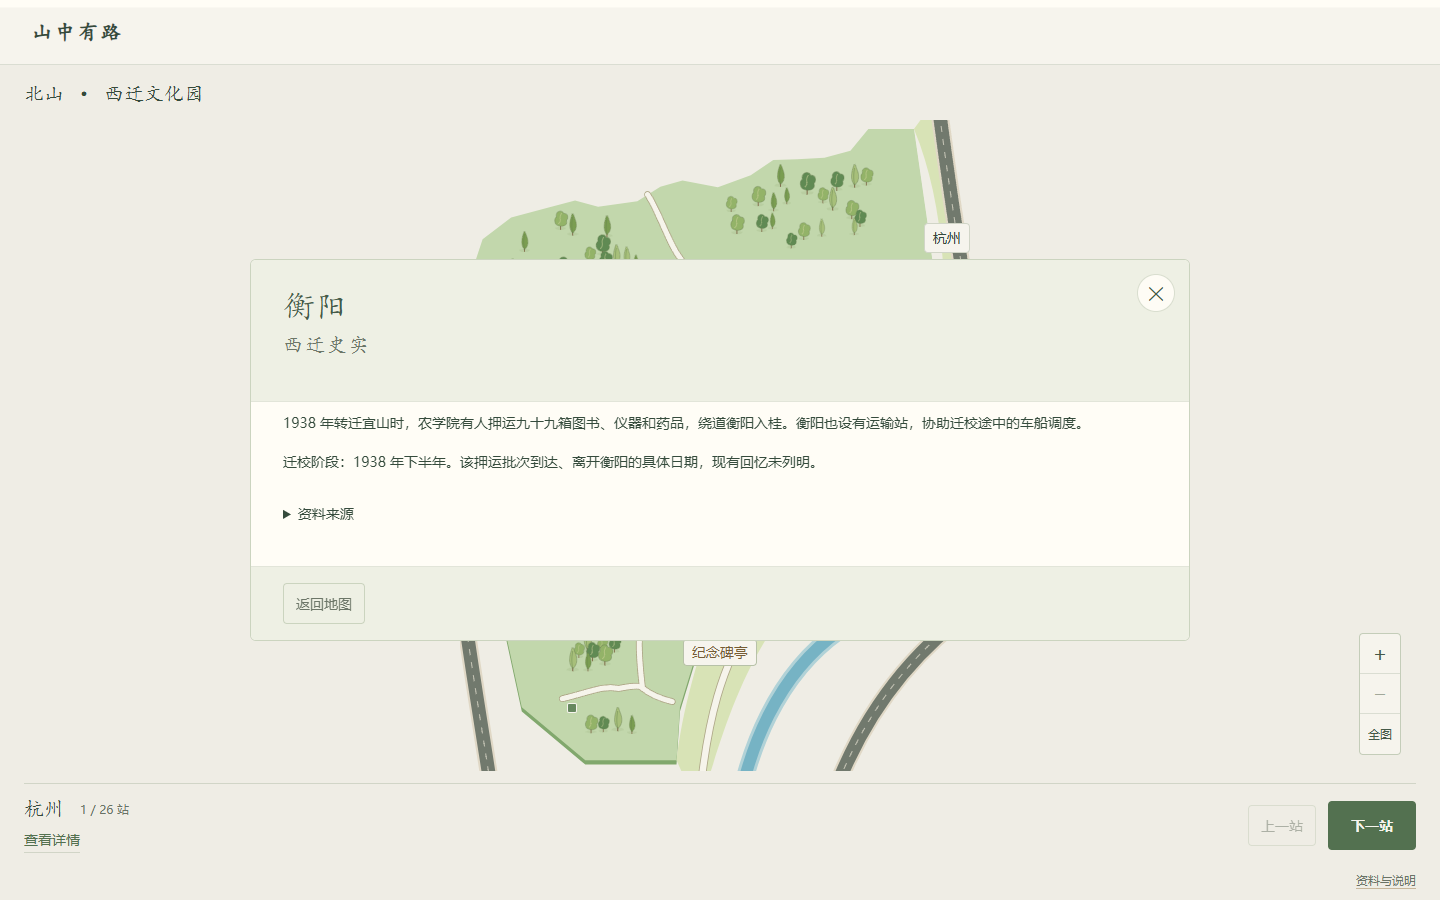 山中有路
北山 • 西迁文化园
杭州
衡阳
西迁史实
1938 年转迁宜山时，农学院有人押运九十九箱图书、仪器和药品，绕道衡阳入桂。衡阳也设有运输站，协助迁校途中的车船调度。
迁校阶段：1938 年下半年。该押运批次到达、离开衡阳的具体日期，现有回忆未列明。
▶ 资料来源
返回地图
纪念碑亭
+
−
全图
杭州 1 / 26 站
查看详情
上一站
下一站
资料与说明